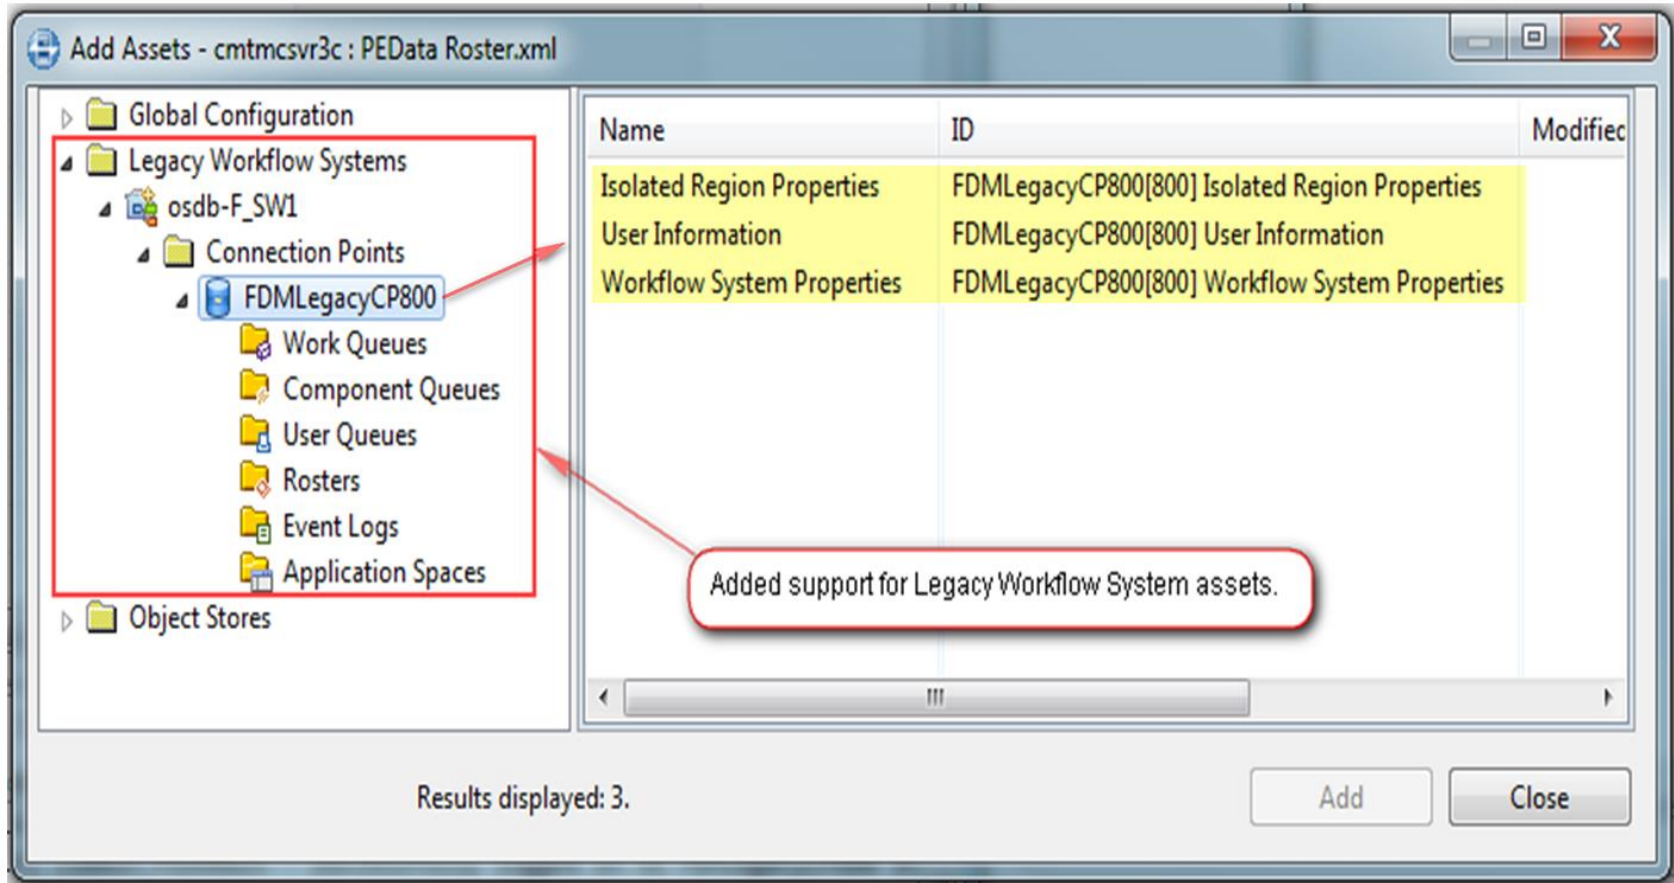 Add Assets - cmtmcsvr3c : PEData Roster.xml
Global Configuration
Legacy Workflow Systems
osdb-F_SW1
Connection Points
FDMLegacyCP800
Work Queues
Component Queues
User Queues
Rosters
Event Logs
Application Spaces
Object Stores
Name ID Modified
Isolated Region Properties FDMLegacyCP800[800] Isolated Region Properties
User Information FDMLegacyCP800[800] User Information
Workflow System Properties FDMLegacyCP800[800] Workflow System Properties
Added support for Legacy Workflow System assets.
Results displayed: 3.
Add Close